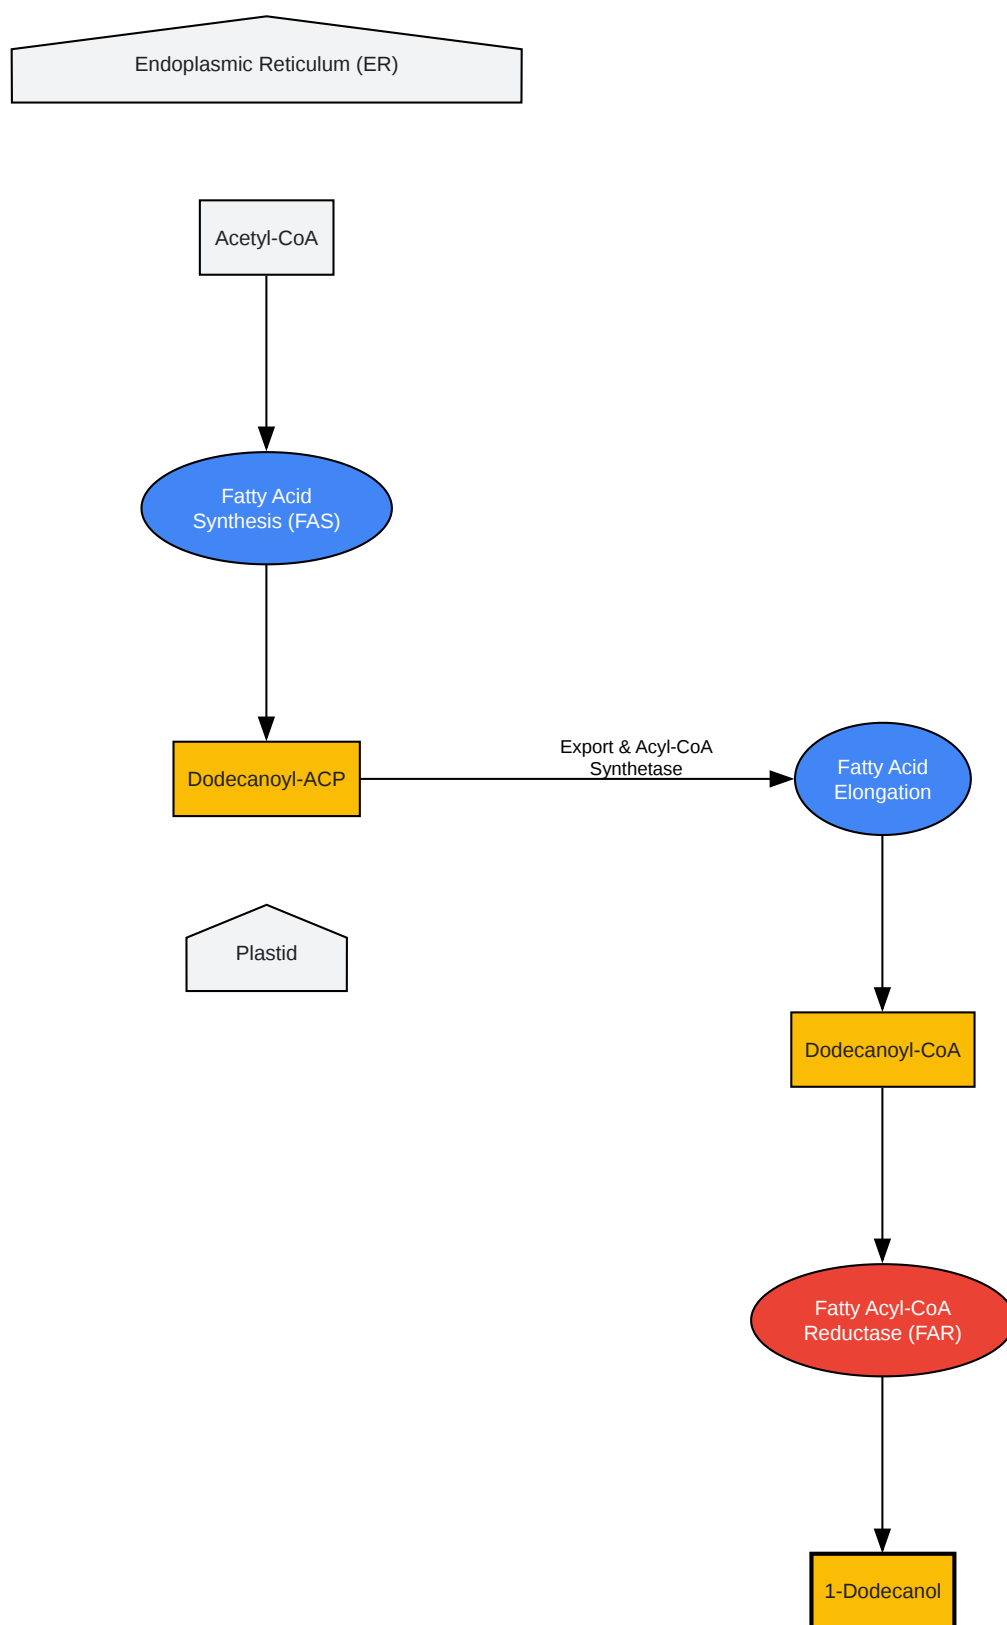 Endoplasmic Reticulum (ER)
Acetyl-CoA
Fatty Acid
Synthesis (FAS)
Dodecanoyl-ACP
Export & Acyl-CoA
Synthetase
Fatty Acid
Elongation
Plastid
Dodecanoyl-CoA
Fatty Acyl-CoA
Reductase (FAR)
1-Dodecanol